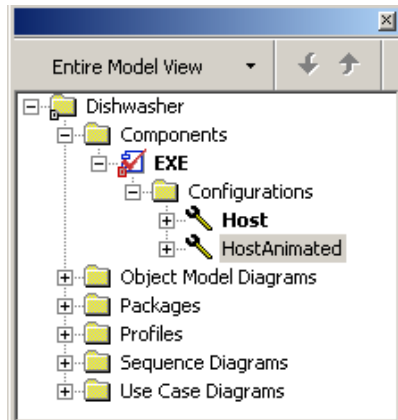 Entire Model View
Dishwasher
Components
EXE
Configurations
Host
HostAnimated
Object Model Diagrams
Packages
Profiles
Sequence Diagrams
Use Case Diagrams